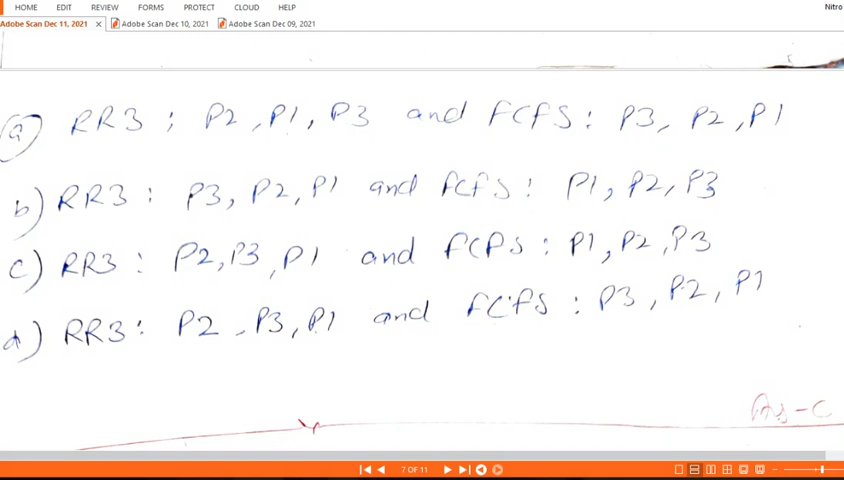 HOME EDIT REVIEW FORMS PROTECT CLOUD HELP Nitro
Adobe Scan Dec 11, 2021 × Adobe Scan Dec 10, 2021 Adobe Scan Dec 09, 2021
a) RR3 : P2, P1, P3 and FCFS : P3, P2, P1
b) RR3 : P3, P2, P1 and FCFS : P1, P2, P3
c) RR3 : P2, P3, P1 and FCFS : P1, P2, P3
d) RR3 : P2, P3, P1 and FCFS : P3, P2, P1
Ans - C
7 OF 11